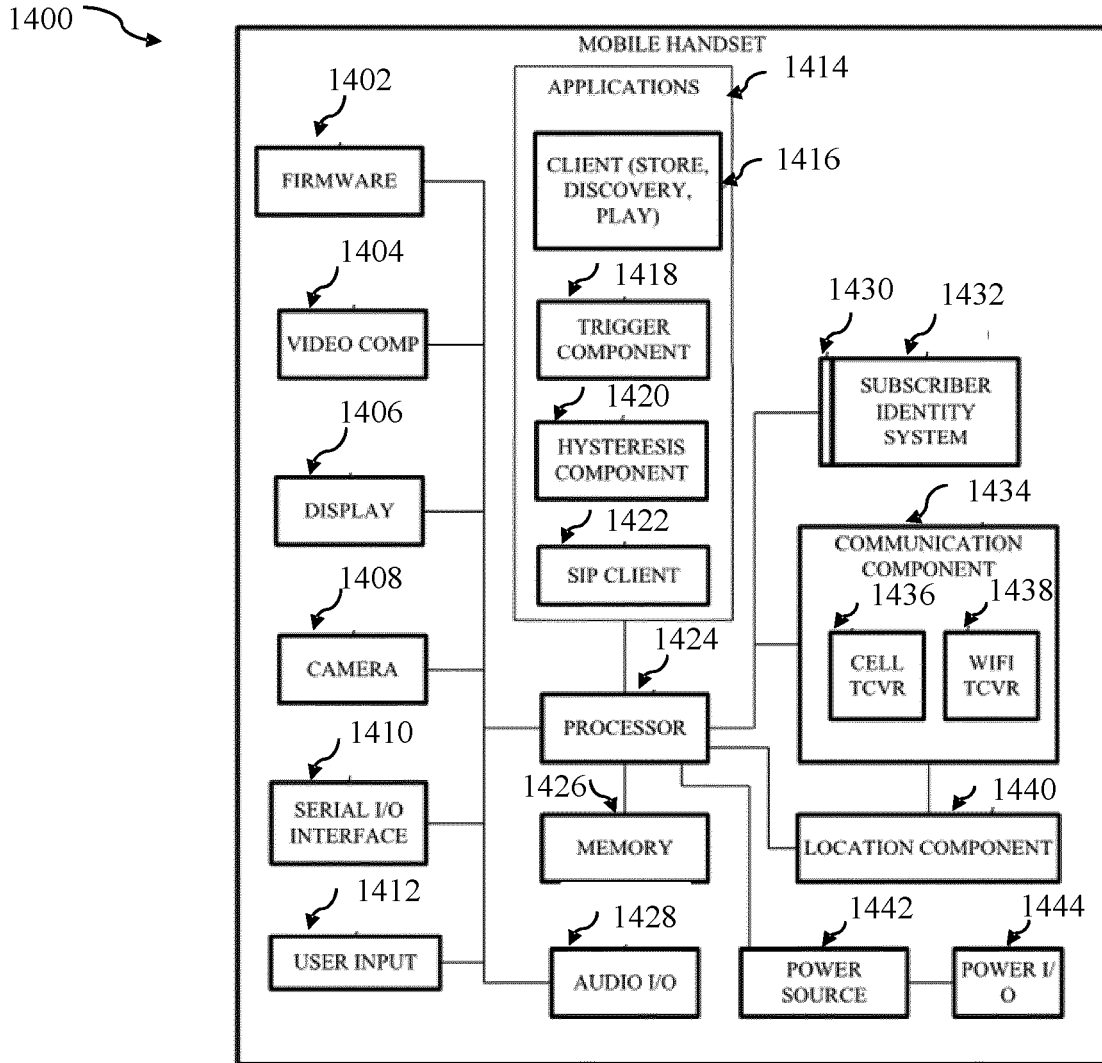 1400
MOBILE HANDSET
1402
FIRMWARE
1404
VIDEO COMP
1406
DISPLAY
1408
CAMERA
1410
SERIAL I/O
INTERFACE
1412
USER INPUT
APPLICATIONS
1414
CLIENT (STORE,
DISCOVERY,
PLAY)
1416
1418
TRIGGER
COMPONENT
1420
HYSTERESIS
COMPONENT
1422
SIP CLIENT
1424
PROCESSOR
1426
MEMORY
1428
AUDIO I/O
1430
1432
SUBSCRIBER
IDENTITY
SYSTEM
1434
COMMUNICATION
COMPONENT
1436
CELL
TCVR
1438
WIFI
TCVR
1440
LOCATION COMPONENT
1442
POWER
SOURCE
1444
POWER I/
O